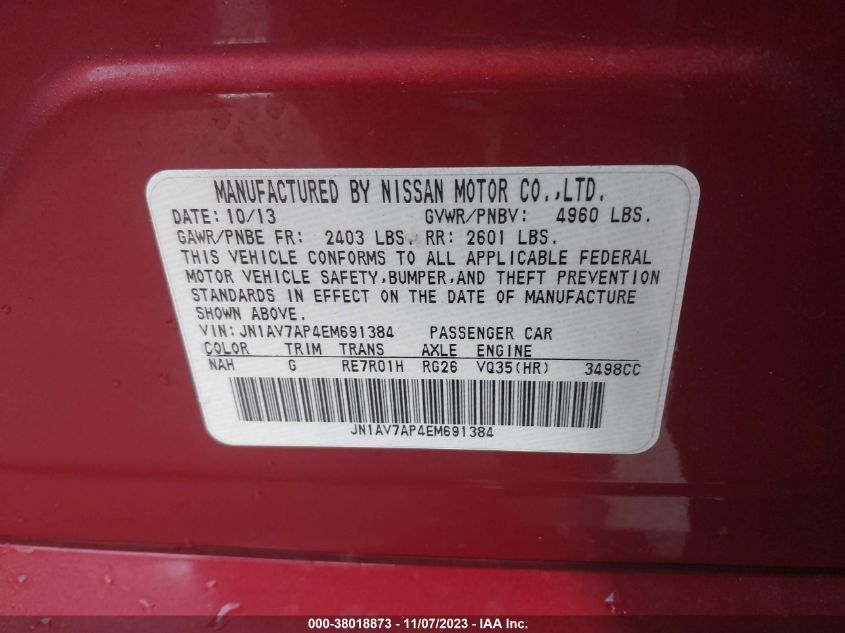 MANUFACTURED BY NISSAN MOTOR CO.,LTD.
DATE: 10/13 GVWR/PNBV: 4960 LBS.
GAWR/PNBE FR: 2403 LBS. RR: 2601 LBS.
THIS VEHICLE CONFORMS TO ALL APPLICABLE FEDERAL
MOTOR VEHICLE SAFETY,BUMPER,AND THEFT PREVENTION
STANDARDS IN EFFECT ON THE DATE OF MANUFACTURE
SHOWN ABOVE.
VIN:JN1AV7AP4EM691384 PASSENGER CAR
COLOR TRIM TRANS AXLE ENGINE
NAH G RE7R01H RG26 VQ35(HR) 3498CC
JN1AV7AP4EM691384
000-38018873 - 11/07/2023 - IAA Inc.